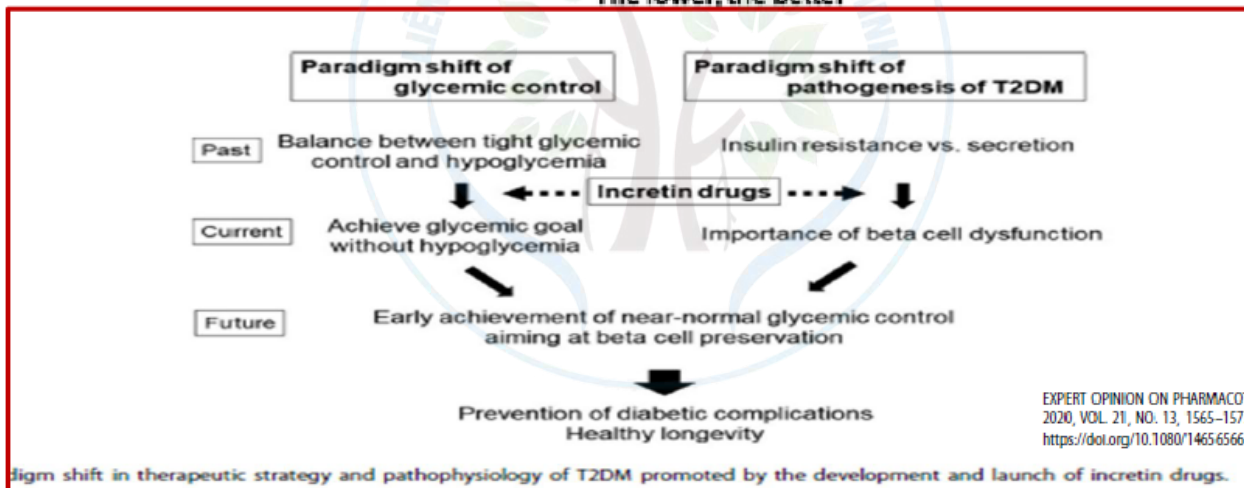 The lower, the better
Paradigm shift of
glycemic control
Paradigm shift of
pathogenesis of T2DM
Past
Balance between tight glycemic
control and hypoglycemia
Insulin resistance vs. secretion
Incretin drugs
Current
Achieve glycemic goal
without hypoglycemia
Importance of beta cell dysfunction
Future
Early achievement of near-normal glycemic control
aiming at beta cell preservation
Prevention of diabetic complications
Healthy longevity
EXPERT OPINION ON PHARMACOT
2020, VOL. 21, NO. 13, 1565–157
https://doi.org/10.1080/14656566
digm shift in therapeutic strategy and pathophysiology of T2DM promoted by the development and launch of incretin drugs.